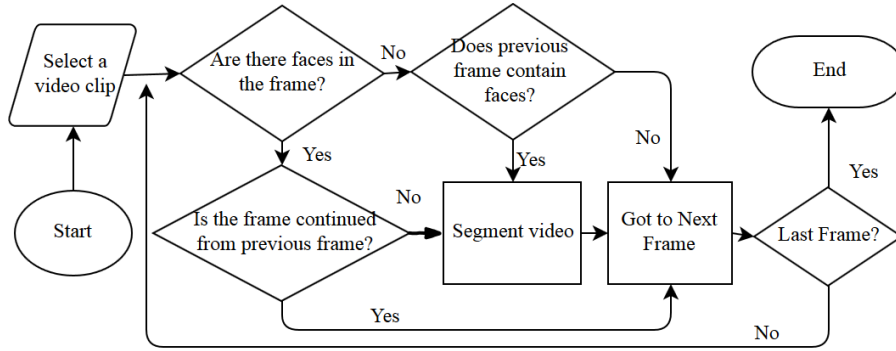 Select a
video clip
Are there faces in
the frame?
No
Does previous
frame contain
faces?
End
No
Yes
Yes
Yes
Start
Is the frame continued
from previous frame?
No
Segment video
Got to Next
Frame
Last Frame?
Yes
No